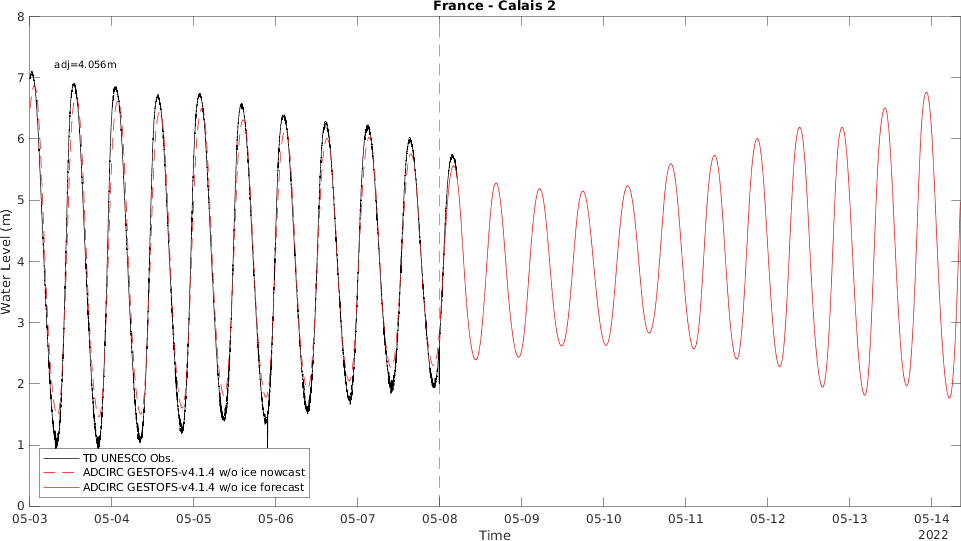 France - Calais 2
8
adj=4.056m
7
6
5
4
3
2
1
0
Water Level (m)
TD UNESCO Obs.
ADCIRC GESTOFS-v4.1.4 w/o ice nowcast
ADCIRC GESTOFS-v4.1.4 w/o ice forecast
05-03 05-04 05-05 05-06 05-07 05-08 05-09 05-10 05-11 05-12 05-13 05-14
Time 2022